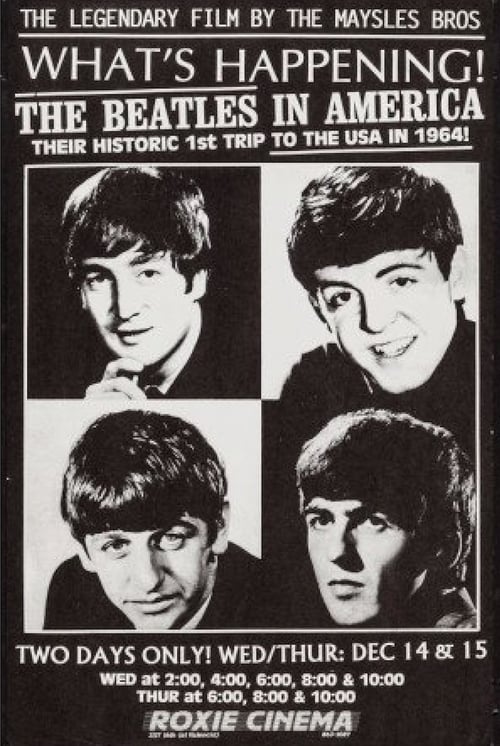 THE LEGENDARY FILM BY THE MAYSLES BROS
WHAT'S HAPPENING!
THE BEATLES IN AMERICA
THEIR HISTORIC 1st TRIP TO THE USA IN 1964!
TWO DAYS ONLY! WED/THUR: DEC 14 & 15
WED at 2:00, 4:00, 6:00, 8:00 & 10:00
THUR at 6:00, 8:00 & 10:00
ROXIE CINEMA